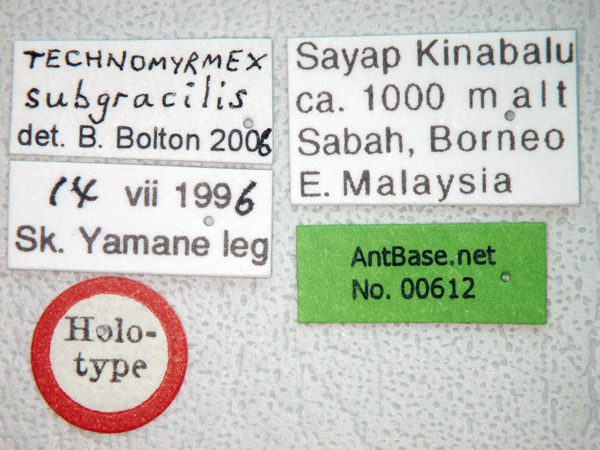 TECHNOMYRMEX
subgracilis
det. B. Bolton 2006
14 vii 1996
Sk. Yamane leg
Holo-
type
Sayap Kinabalu
ca. 1000 m alt
Sabah, Borneo
E. Malaysia
AntBase.net
No. 00612